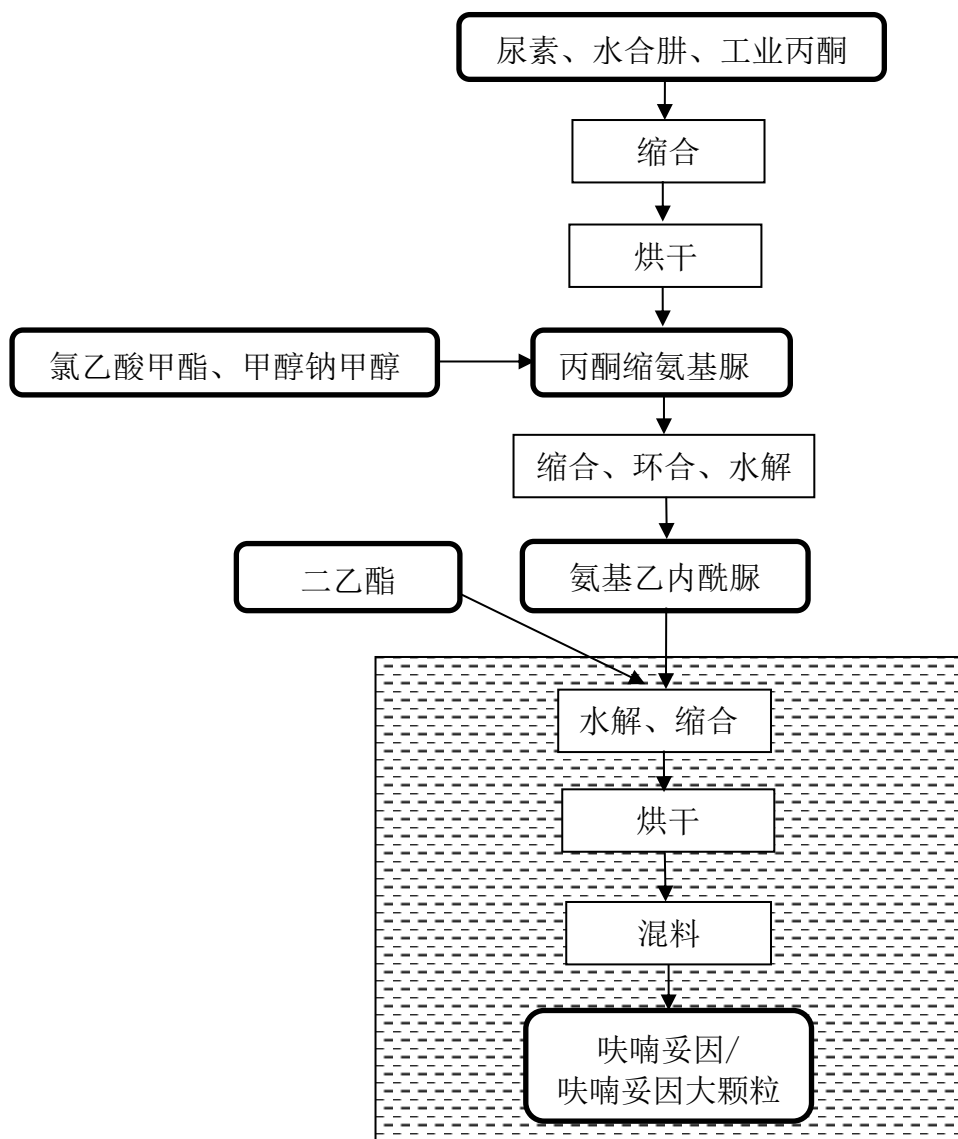 尿素、水合肼、工业丙酮
缩合
烘干
氯乙酸甲酯、甲醇钠甲醇
丙酮缩氨基脲
缩合、环合、水解
二乙酯
氨基乙内酰脲
水解、缩合
烘干
混料
呋喃妥因/
呋喃妥因大颗粒